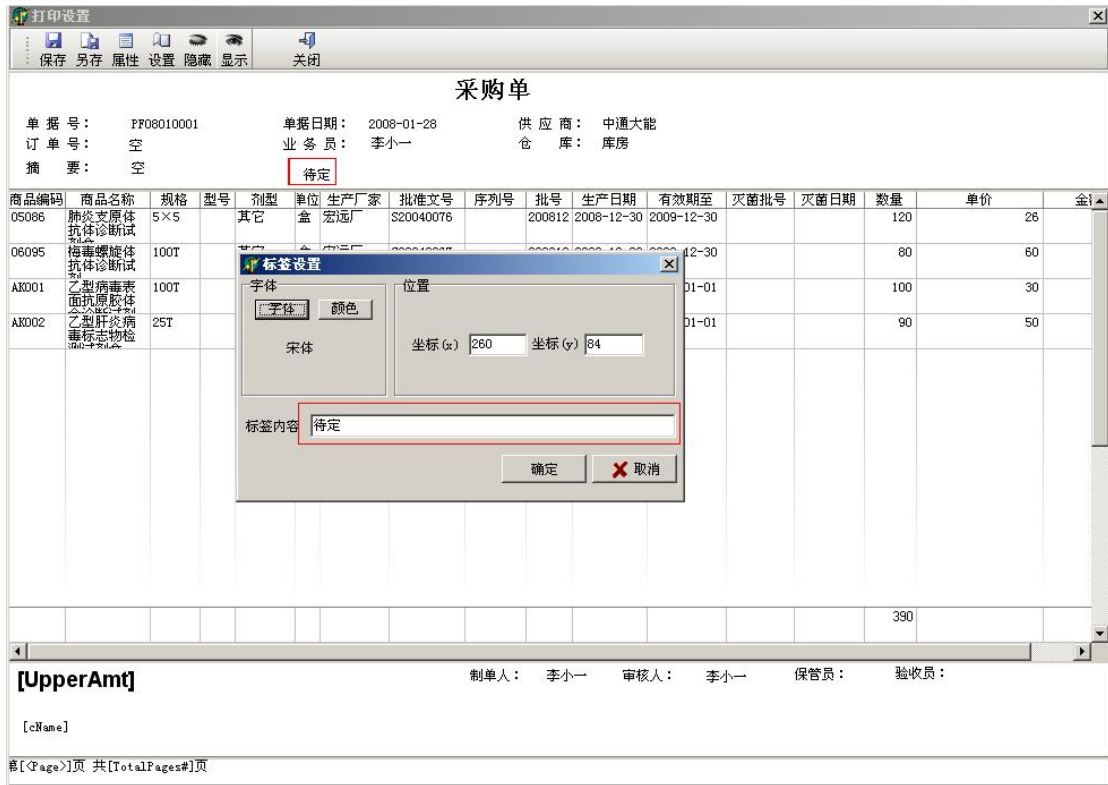 打印设置
保存 另存 属性 设置 隐藏 显示 关闭
采购单
单据号： PF08010001 单据日期： 2008-01-28 供应商： 中通大能
订单号： 空 业务员： 李小一 仓库： 库房
摘要： 空 待定
商品编码 商品名称 规格 型号 剂型 单位 生产厂家 批准文号 序列号 批号 生产日期 有效期至 灭菌批号 灭菌日期 数量 单价
05086 肺炎支原体 5×5 其它 盒 宏远厂 S20040076 200812 2008-12-30 2009-12-30 120 26
抗体诊断试
06095 梅毒螺旋体 100T 12-30 80 60
抗体诊断试
AK001 乙型病毒表 100T 01-01 100 30
面抗原胶体
AK002 乙型肝炎病 25T 01-01 90 50
毒标志物检
标签设置
字体 位置
字体 颜色
宋体 坐标(x) 260 坐标(y) 84
标签内容 待定
确定 取消
390
[UpperAmt] 制单人： 李小一 审核人： 李小一 保管员： 验收员：
[cName]
[<Page>]页 共[TotalPages#]页